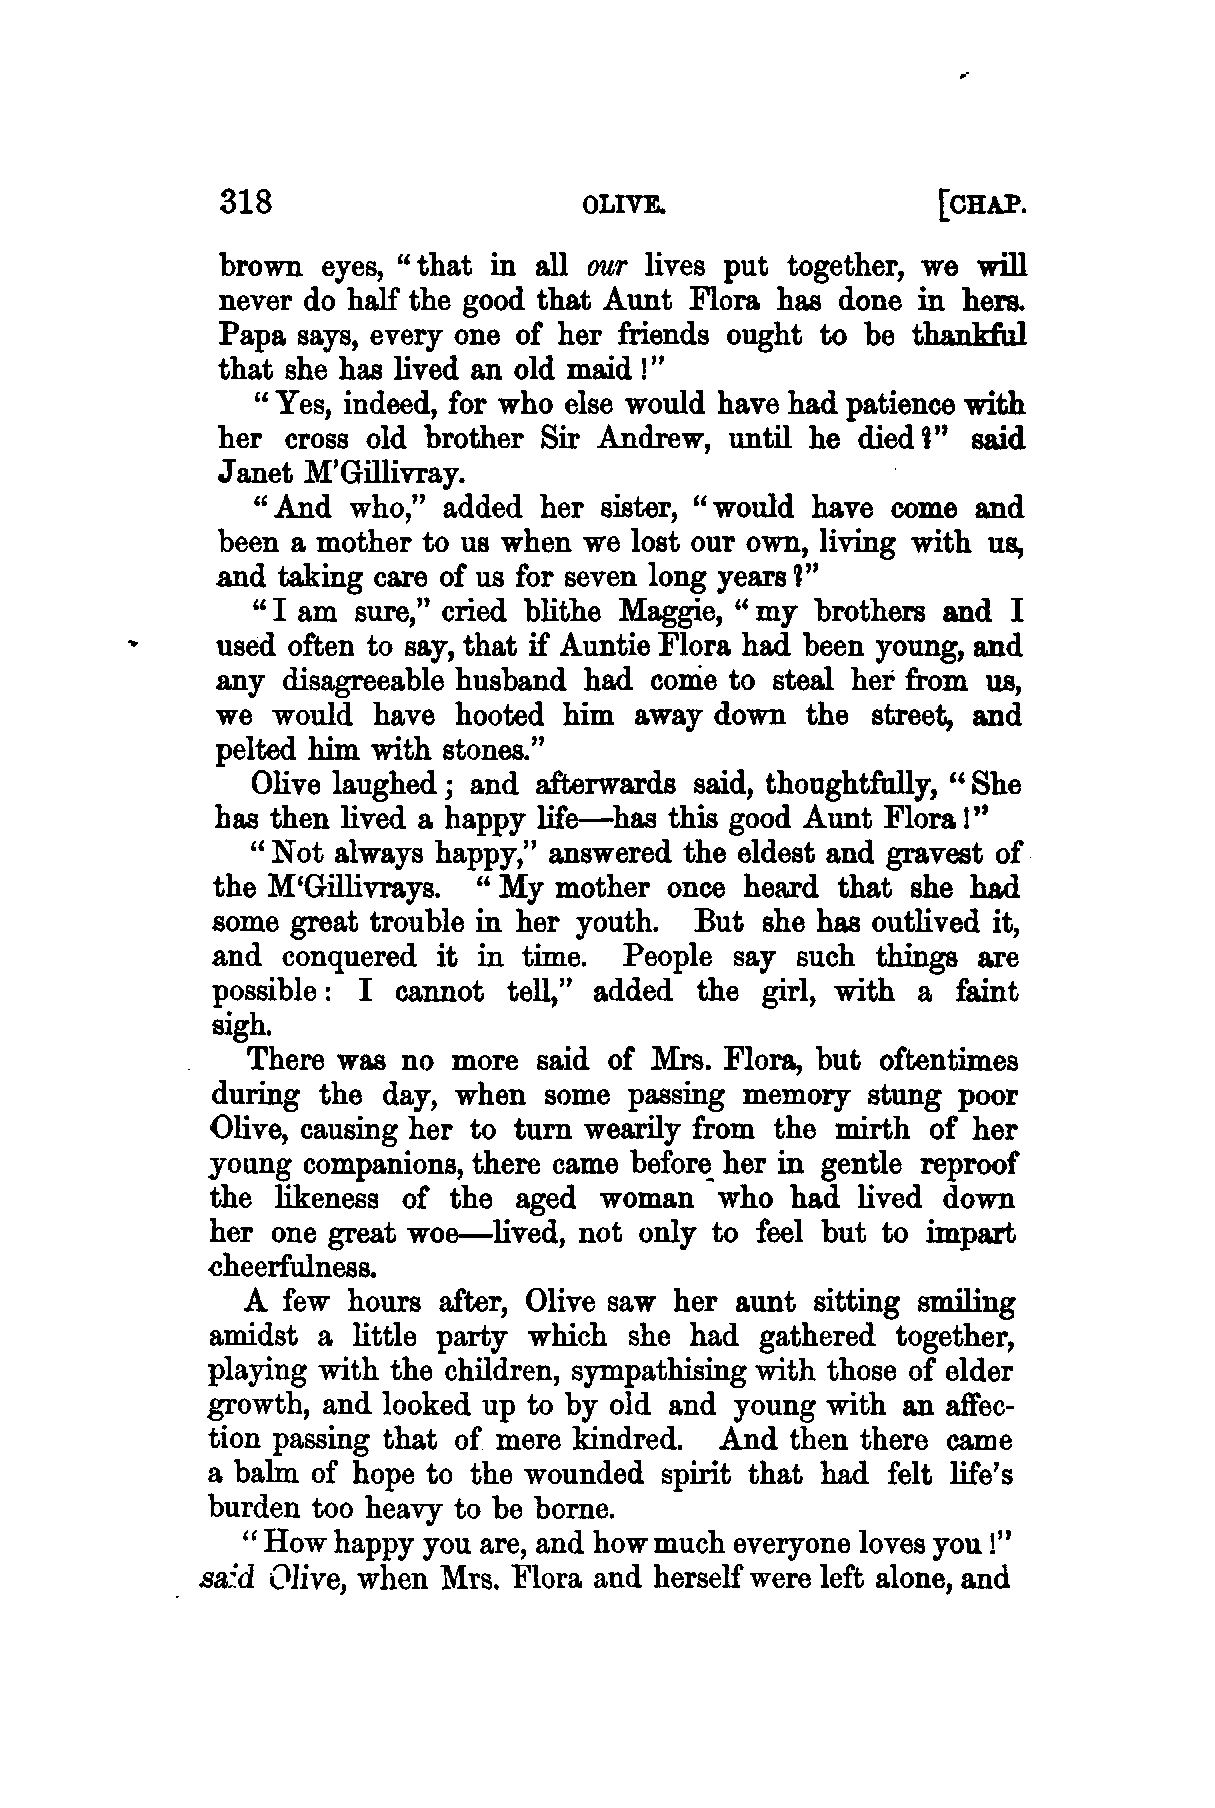 318 OLIVE. [CHAP.
brown eyes, “that in all our lives put together, we will
never do half the good that Aunt Flora has done in hers.
Papa says, every one of her friends ought to be thankful
that she has lived an old maid!”
“Yes, indeed, for who else would have had patience with
her cross old brother Sir Andrew, until he died?” said
Janet M’Gillivray.
“And who,” added her sister, “would have come and
been a mother to us when we lost our own, living with us,
and taking care of us for seven long years?”
“I am sure,” cried blithe Maggie, “my brothers and I
used often to say, that if Auntie Flora had been young, and
any disagreeable husband had come to steal her from us,
we would have hooted him away down the street, and
pelted him with stones.”
Olive laughed; and afterwards said, thoughtfully, “She
has then lived a happy life—has this good Aunt Flora!”
“Not always happy,” answered the eldest and gravest of
the M‘Gillivrays. “My mother once heard that she had
some great trouble in her youth. But she has outlived it,
and conquered it in time. People say such things are
possible: I cannot tell,” added the girl, with a faint
sigh.
There was no more said of Mrs. Flora, but oftentimes
during the day, when some passing memory stung poor
Olive, causing her to turn wearily from the mirth of her
young companions, there came before her in gentle reproof
the likeness of the aged woman who had lived down
her one great woe—lived, not only to feel but to impart
cheerfulness.
A few hours after, Olive saw her aunt sitting smiling
amidst a little party which she had gathered together,
playing with the children, sympathising with those of elder
growth, and looked up to by old and young with an affec-
tion passing that of mere kindred. And then there came
a balm of hope to the wounded spirit that had felt life’s
burden too heavy to be borne.
“How happy you are, and how much everyone loves you!”
said Olive, when Mrs. Flora and herself were left alone, and